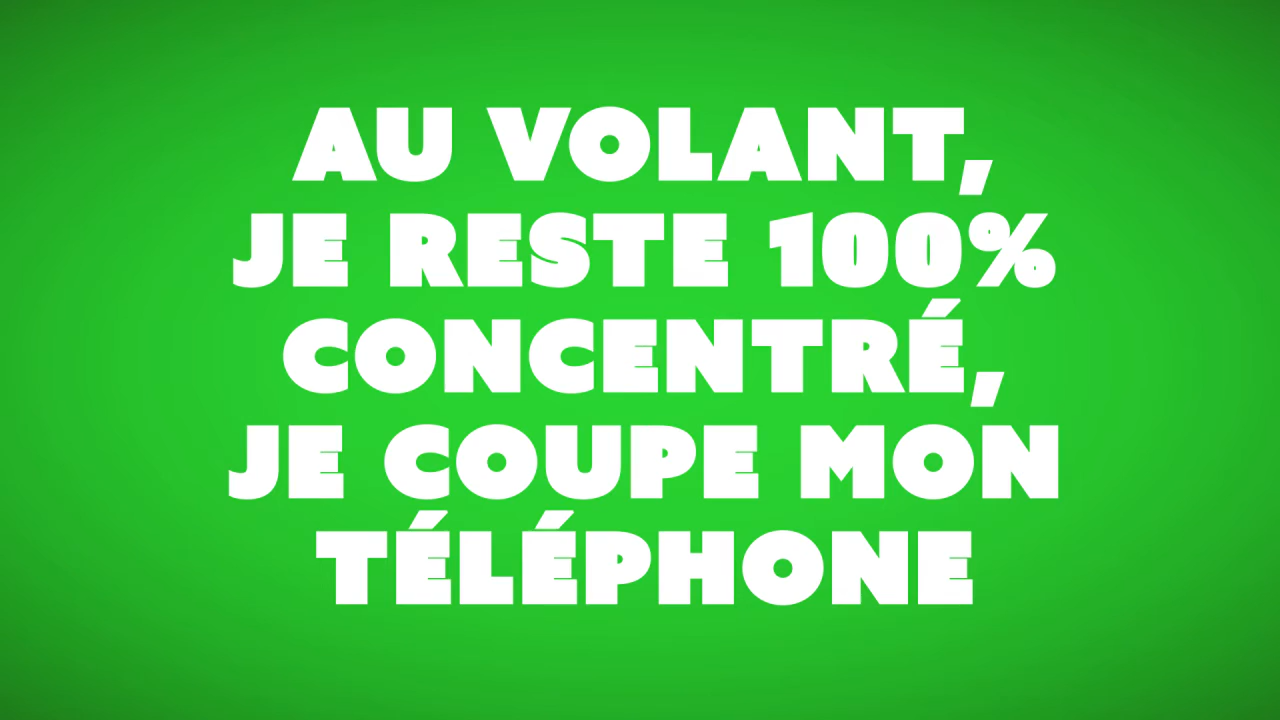 AU VOLANT,
JE RESTE 100%
CONCENTRÉ,
JE COUPE MON
TÉLÉPHONE